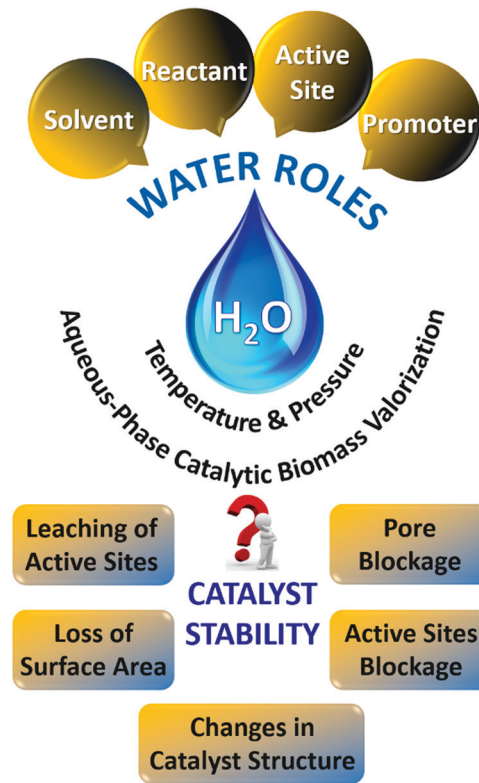 Solvent
Reactant
Active
Site
Promoter
WATER ROLES
H₂O
Temperature & Pressure
Aqueous-Phase Catalytic Biomass Valorization
Leaching of
Active Sites
?
Pore
Blockage
CATALYST
STABILITY
Loss of
Surface Area
Active Sites
Blockage
Changes in
Catalyst Structure